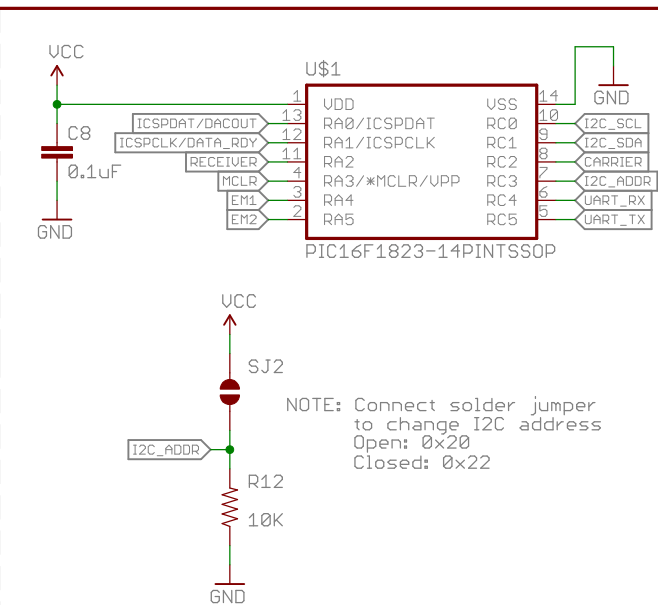 VCC
U$1
C8
0.1uF
GND
1 VDD VSS 14
GND
ICSPDAT/DACOUT 13 RA0/ICSPDAT RC0 10 I2C_SCL
ICSPCLK/DATA_RDY 12 RA1/ICSPCLK RC1 9 I2C_SDA
RECEIVER 11 RA2 RC2 8 CARRIER
MCLR 4 RA3/*MCLR/VPP RC3 7 I2C_ADDR
EM1 3 RA4 RC4 6 UART_RX
EM2 2 RA5 RC5 5 UART_TX
PIC16F1823-14PINTSSOP
VCC
SJ2
I2C_ADDR
R12
10K
GND
NOTE: Connect solder jumper
to change I2C address
Open: 0x20
Closed: 0x22